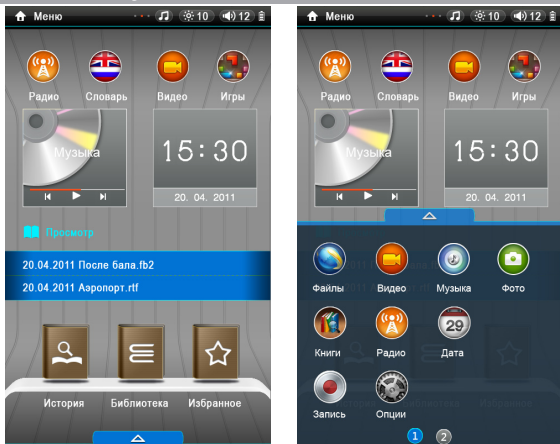 Меню 10 12
Радио Словарь Видео Игры
Музыка
15:30
20. 04. 2011
Просмотр
20.04.2011 После бала.fb2
20.04.2011 Аэропорт.rtf
История Библиотека Избранное
Меню 10 12
Радио Словарь Видео Игры
Музыка
15:30
20. 04. 2011
Файлы Видео Музыка Фото
29
Книги Радио Дата
Запись Опции
1 2